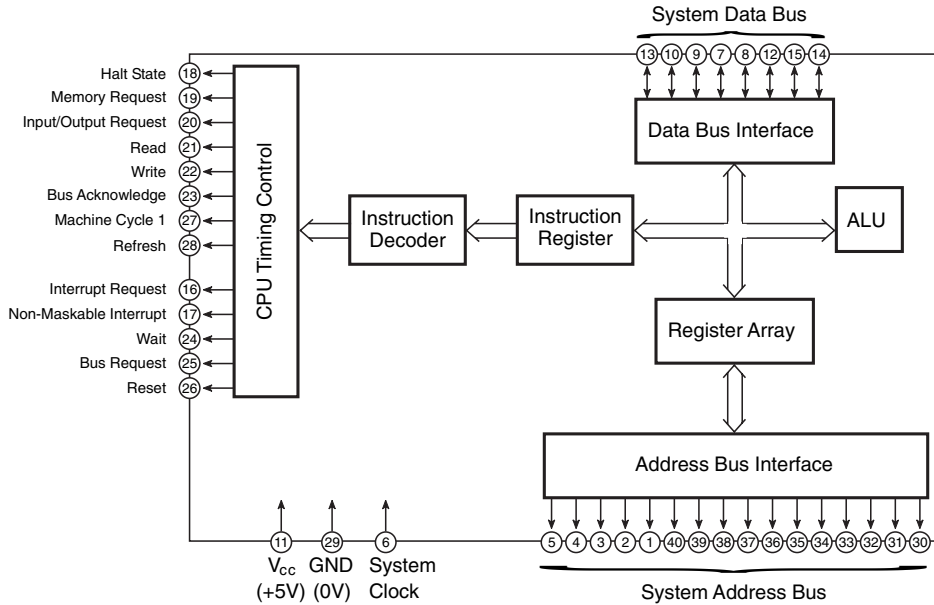 System Data Bus
13 10 9 7 8 12 15 14
Data Bus Interface
Halt State 18
Memory Request 19
Input/Output Request 20
Read 21
Write 22
Bus Acknowledge 23
Machine Cycle 1 27
Refresh 28
Interrupt Request 16
Non-Maskable Interrupt 17
Wait 24
Bus Request 25
Reset 26
CPU Timing Control
Instruction
Decoder
Instruction
Register
ALU
Register Array
Address Bus Interface
11 29 6
Vcc GND System
(+5V) (0V) Clock
5 4 3 2 1 40 39 38 37 36 35 34 33 32 31 30
System Address Bus